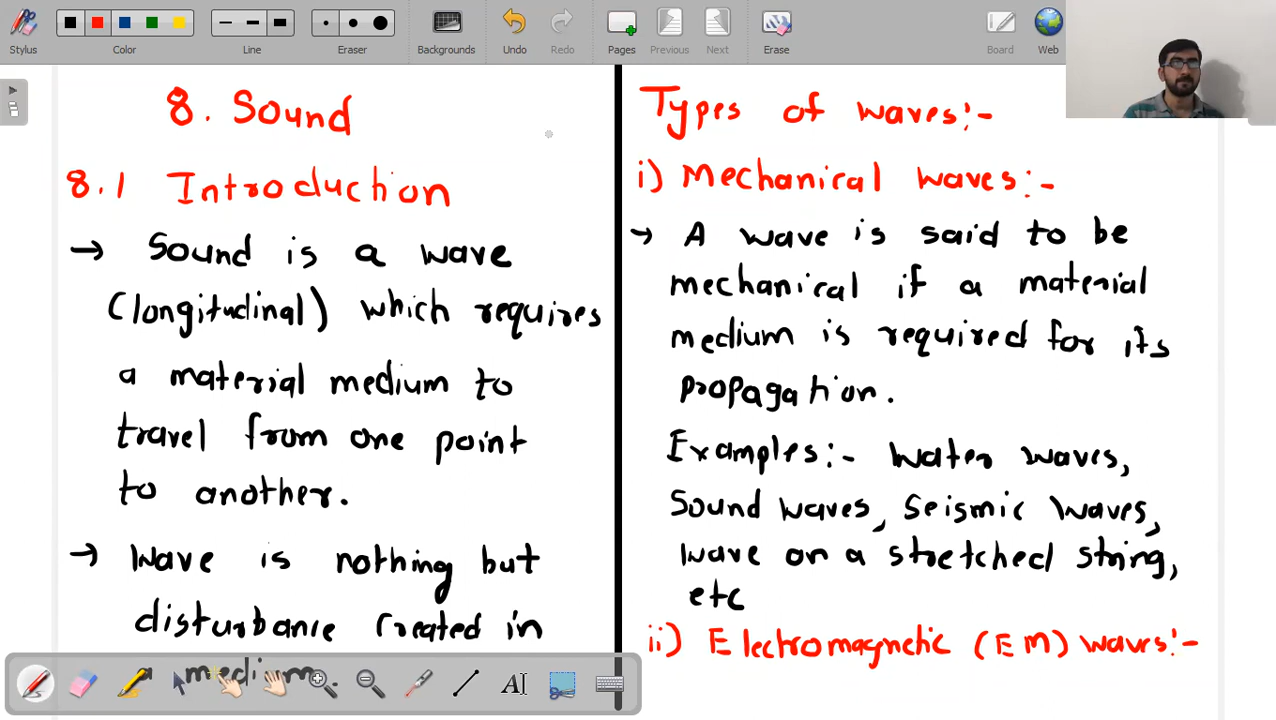 Stylus
Color
Line
Eraser
Backgrounds
Undo
Redo
Pages
Previous
Next
Erase
Board
Web
8. Sound
8.1 Introduction
→ Sound is a wave
(longitudinal) which requires
a material medium to
travel from one point
to another.
→ Wave is nothing but
disturbance created in
a medium
Types of waves:-
i) Mechanical waves:-
→ A wave is said to be
mechanical if a material
medium is required for its
propagation.
Examples:- Water waves,
Sound waves, Seismic waves,
wave on a stretched string,
etc
ii) Electromagnetic (EM) waves:-